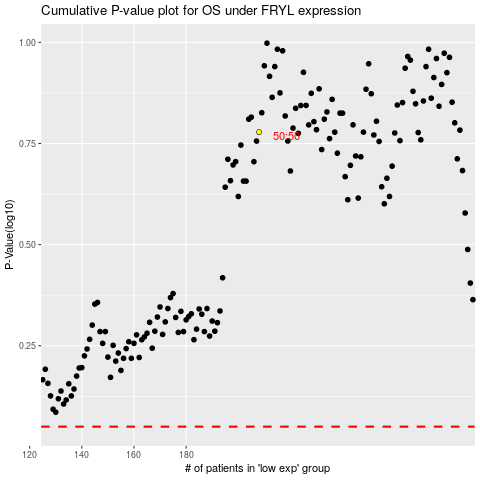 Cumulative P-value plot for OS under FRYL expression
1.00
0.75
0.50
0.25
50:50
P-Value(log10)
120 140 160 180
# of patients in 'low exp' group